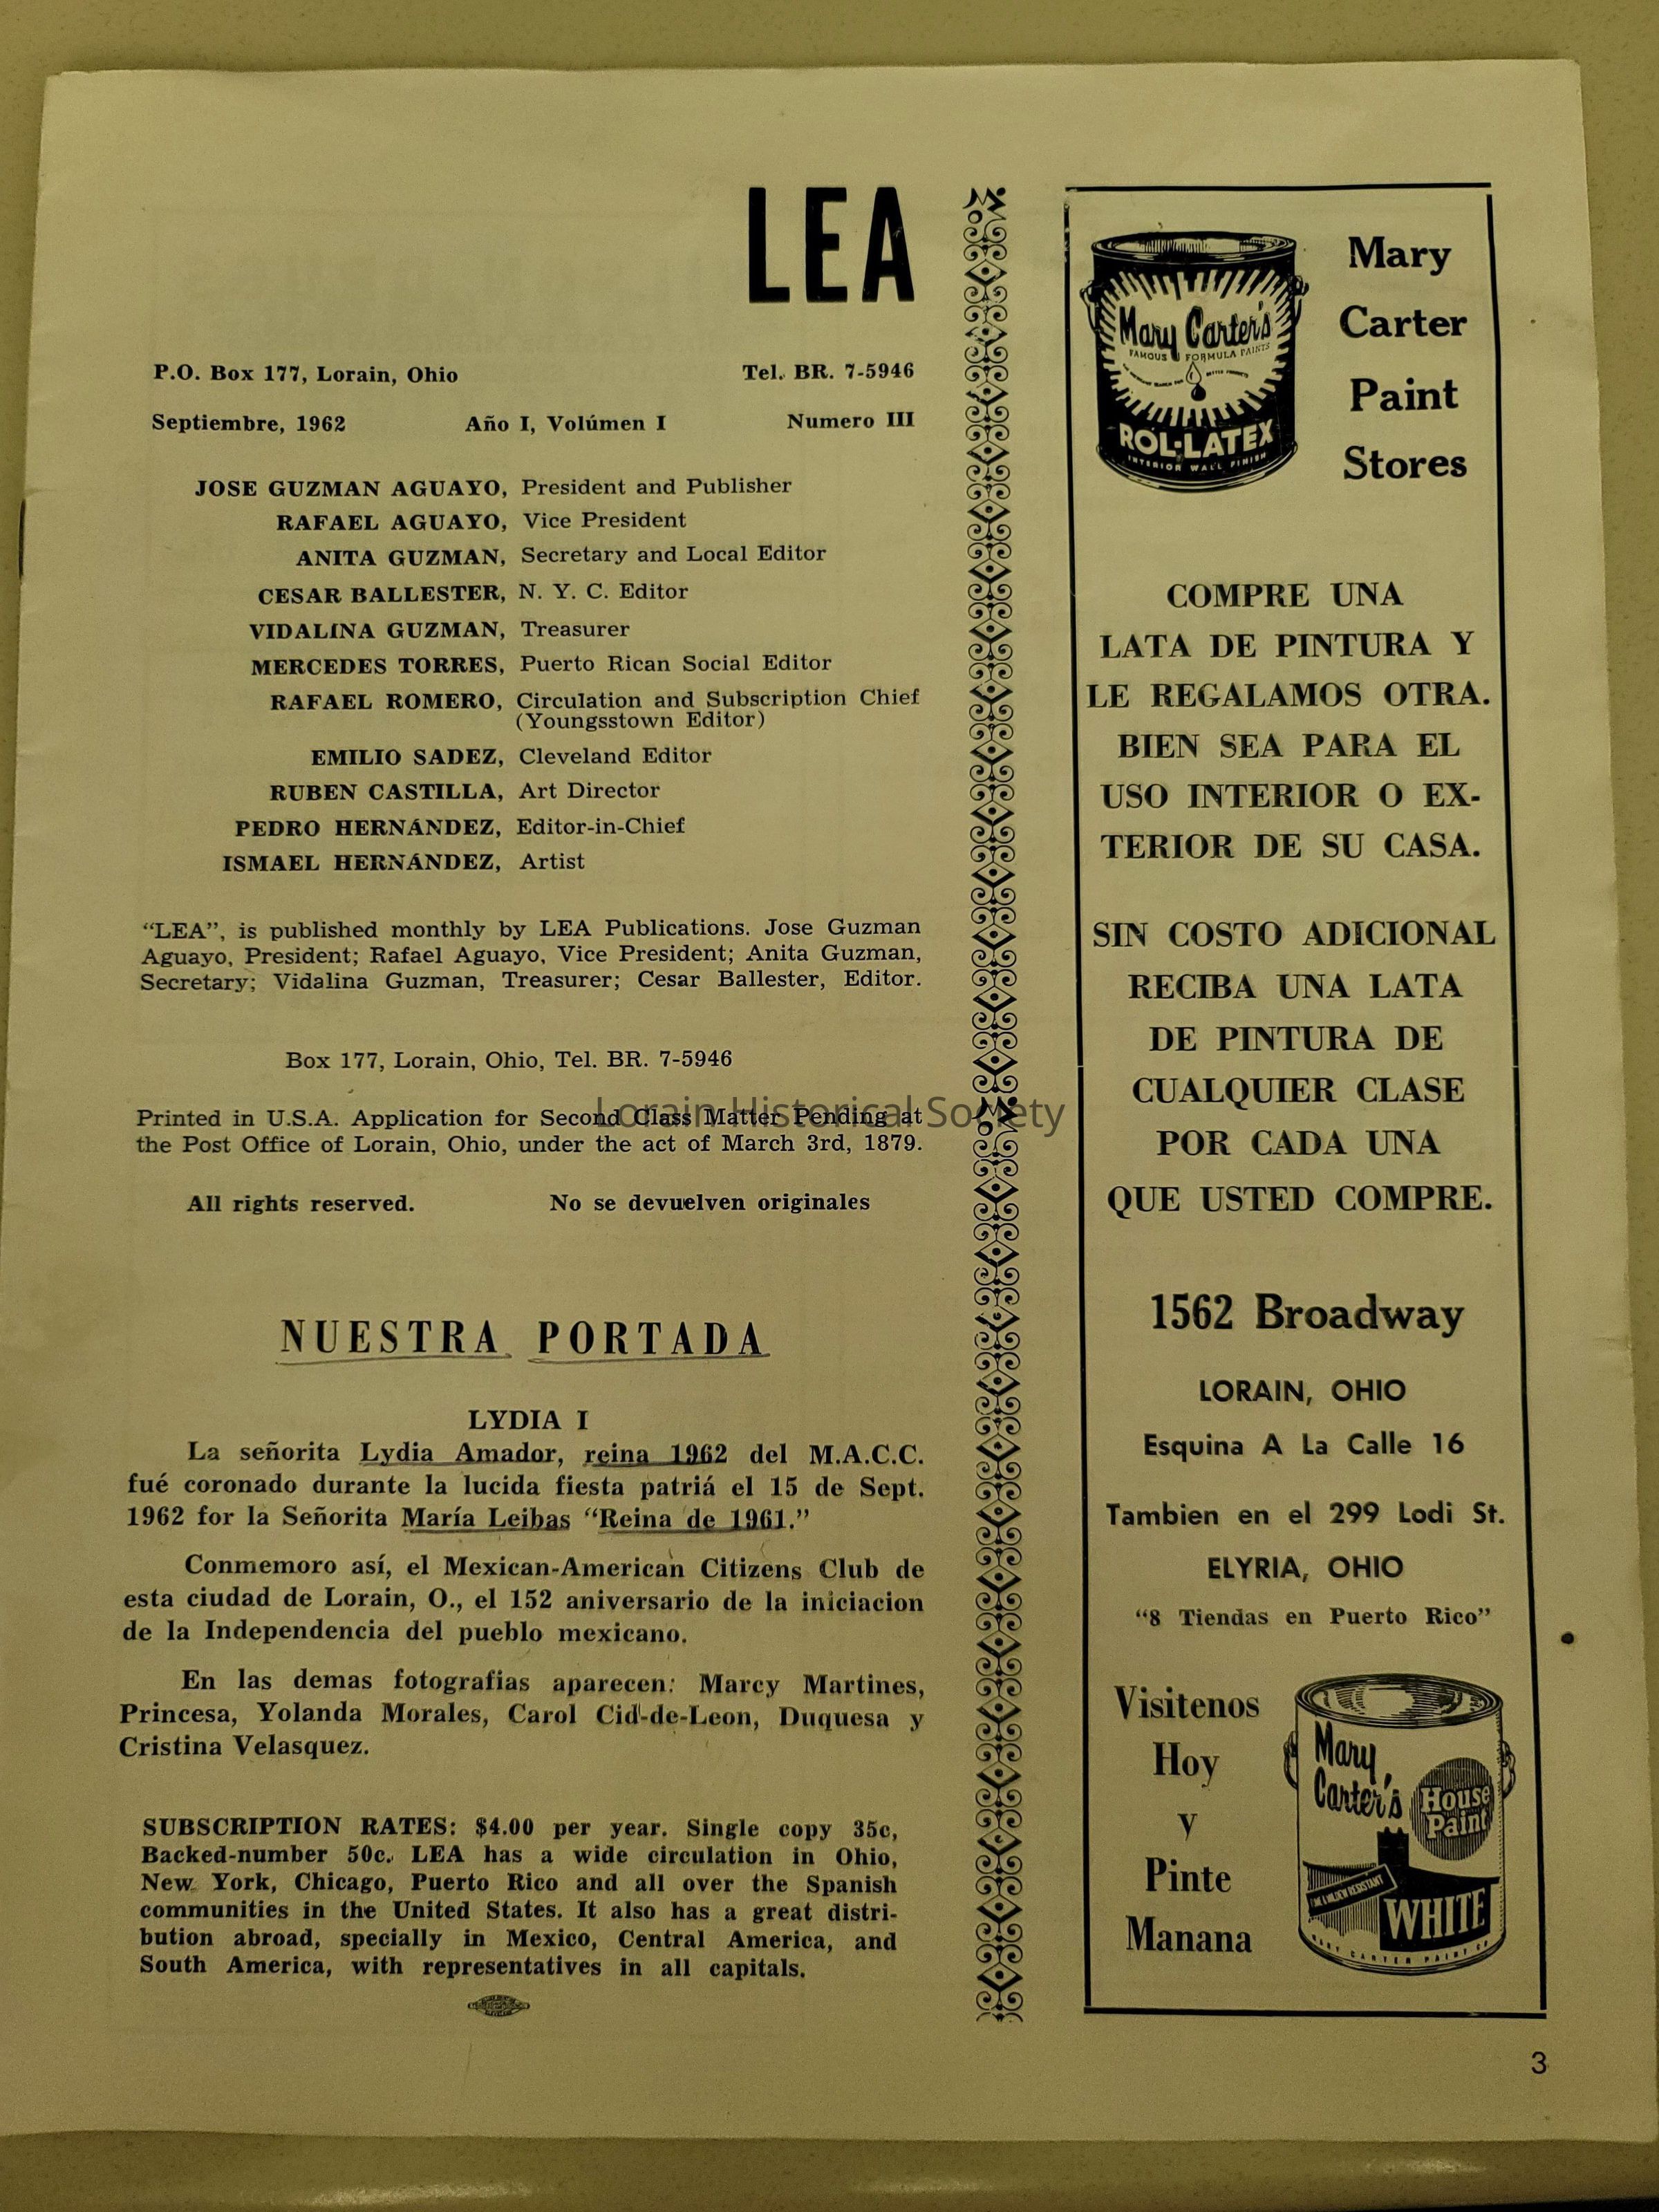 LEA
P.O. Box 177, Lorain, Ohio Tel. BR. 7-5946
Septiembre, 1962 Año I, Volúmen I Numero III
JOSE GUZMAN AGUAYO, President and Publisher
RAFAEL AGUAYO, Vice President
ANITA GUZMAN, Secretary and Local Editor
CESAR BALLESTER, N. Y. C. Editor
VIDALINA GUZMAN, Treasurer
MERCEDES TORRES, Puerto Rican Social Editor
RAFAEL ROMERO, Circulation and Subscription Chief
(Youngsstown Editor)
EMILIO SADEZ, Cleveland Editor
RUBEN CASTILLA, Art Director
PEDRO HERNÁNDEZ, Editor-in-Chief
ISMAEL HERNÁNDEZ, Artist
“LEA”, is published monthly by LEA Publications. Jose Guzman
Aguayo, President; Rafael Aguayo, Vice President; Anita Guzman,
Secretary; Vidalina Guzman, Treasurer; Cesar Ballester, Editor.
Box 177, Lorain, Ohio, Tel. BR. 7-5946
Printed in U.S.A. Application for Second Class Matter Pending at
the Post Office of Lorain, Ohio, under the act of March 3rd, 1879.
All rights reserved. No se devuelven originales
NUESTRA PORTADA
LYDIA I
La señorita Lydia Amador, reina 1962 del M.A.C.C.
fué coronado durante la lucida fiesta patriá el 15 de Sept.
1962 for la Señorita María Leibas “Reina de 1961.”
Conmemoro así, el Mexican-American Citizens Club de
esta ciudad de Lorain, O., el 152 aniversario de la iniciacion
de la Independencia del pueblo mexicano.
En las demas fotografias aparecen: Marcy Martines,
Princesa, Yolanda Morales, Carol Cid-de-Leon, Duquesa y
Cristina Velasquez.
SUBSCRIPTION RATES: $4.00 per year. Single copy 35c,
Backed-number 50c. LEA has a wide circulation in Ohio,
New York, Chicago, Puerto Rico and all over the Spanish
communities in the United States. It also has a great distri-
bution abroad, specially in Mexico, Central America, and
South America, with representatives in all capitals.
Lorain Historical Society
Mary Carter's
FAMOUS FORMULA PAINTS
ROL-LATEX
INTERIOR WALL FINISH
Mary
Carter
Paint
Stores
COMPRE UNA
LATA DE PINTURA Y
LE REGALAMOS OTRA.
BIEN SEA PARA EL
USO INTERIOR O EX-
TERIOR DE SU CASA.
SIN COSTO ADICIONAL
RECIBA UNA LATA
DE PINTURA DE
CUALQUIER CLASE
POR CADA UNA
QUE USTED COMPRE.
1562 Broadway
LORAIN, OHIO
Esquina A La Calle 16
Tambien en el 299 Lodi St.
ELYRIA, OHIO
“8 Tiendas en Puerto Rico”
Visitenos
Hoy
y
Pinte
Manana
Mary
Carter's
House
Paint
WHITE
MARY CARTER PAINT CO
3